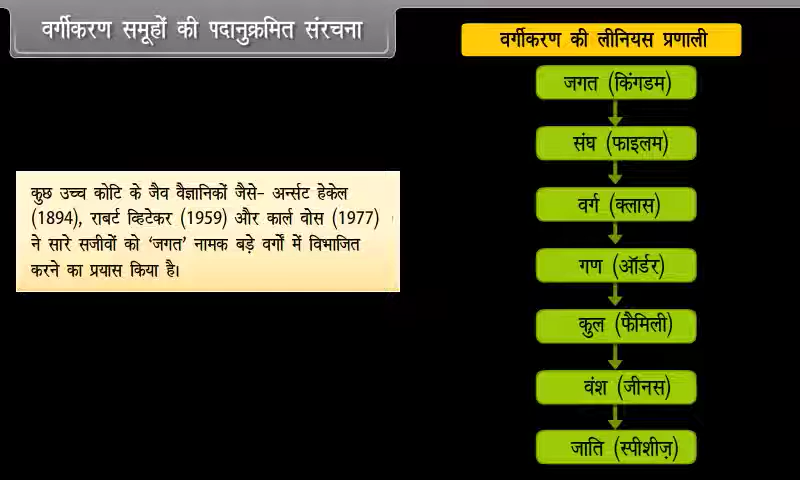 वर्गीकरण समूहों की पदानुक्रमित संरचना
वर्गीकरण की लीनियस प्रणाली
जगत (किंगडम)
संघ (फाइलम)
वर्ग (क्लास)
गण (ऑर्डर)
कुल (फैमिली)
वंश (जीनस)
जाति (स्पीशीज़)
कुछ उच्च कोटि के जैव वैज्ञानिकों जैसे- अर्न्सट हेकेल
(1894), राबर्ट व्हिटेकर (1959) और कार्ल वोस (1977)
ने सारे सजीवों को ‘जगत’ नामक बड़े वर्गों में विभाजित
करने का प्रयास किया है।